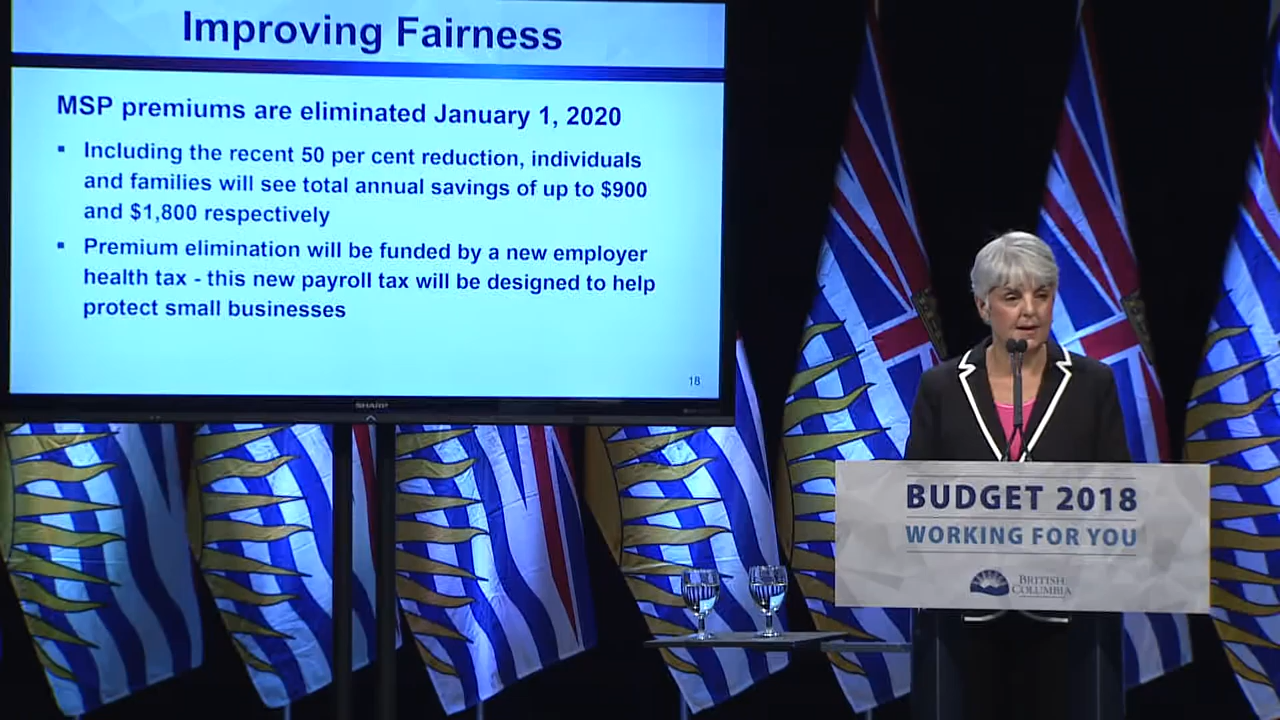 Improving Fairness
MSP premiums are eliminated January 1, 2020
▪ Including the recent 50 per cent reduction, individuals
and families will see total annual savings of up to $900
and $1,800 respectively
▪ Premium elimination will be funded by a new employer
health tax - this new payroll tax will be designed to help
protect small businesses
18
SHARP
BUDGET 2018
WORKING FOR YOU
BRITISH
COLUMBIA